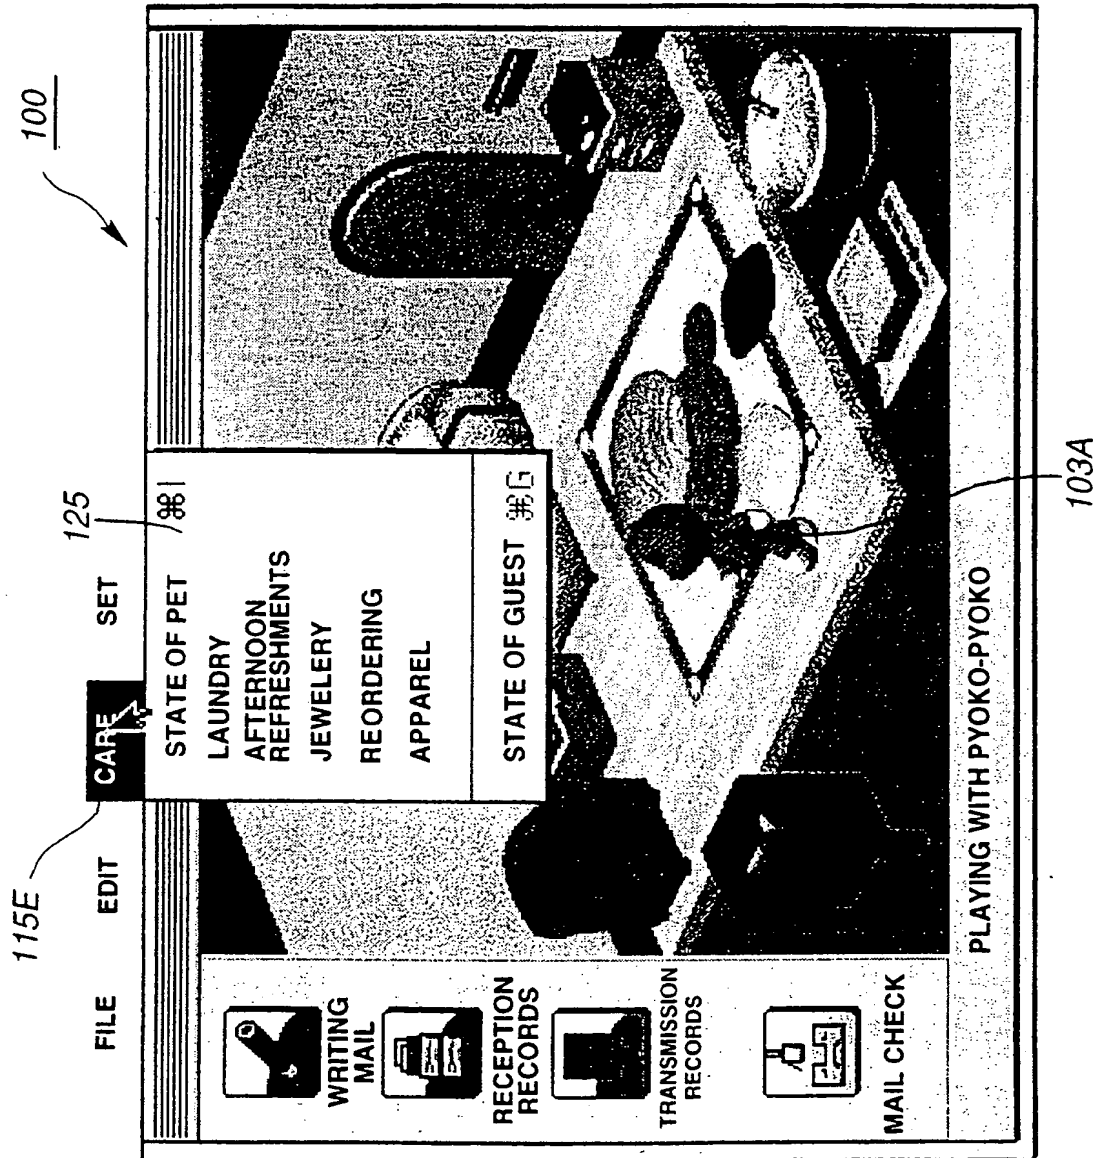 100
115E
125
FILE EDIT CARE SET
STATE OF PET ⌘I
LAUNDRY
AFTERNOON
REFRESHMENTS
JEWELERY
REORDERING
APPAREL
STATE OF GUEST ⌘G
WRITING
MAIL
RECEPTION
RECORDS
TRANSMISSION
RECORDS
MAIL CHECK
PLAYING WITH PYOKO-PYOKO
103A